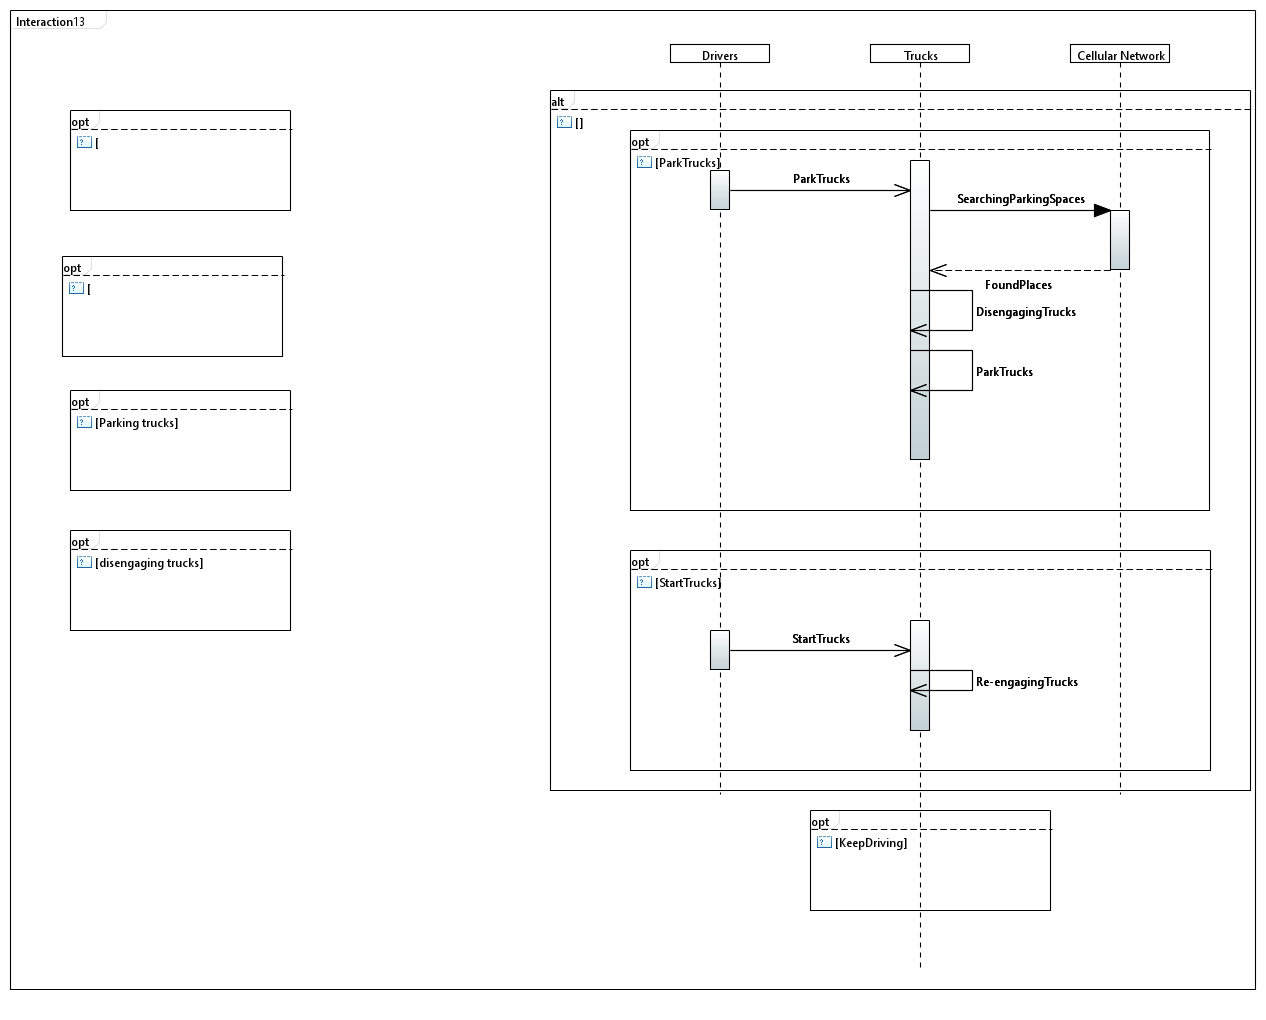 Interaction13
Drivers
Trucks
Cellular Network
alt
[]
opt
[
opt
[ParkTrucks]
ParkTrucks
SearchingParkingSpaces
FoundPlaces
DisengagingTrucks
ParkTrucks
opt
[
opt
[Parking trucks]
opt
[disengaging trucks]
opt
[StartTrucks]
StartTrucks
Re-engagingTrucks
opt
[KeepDriving]